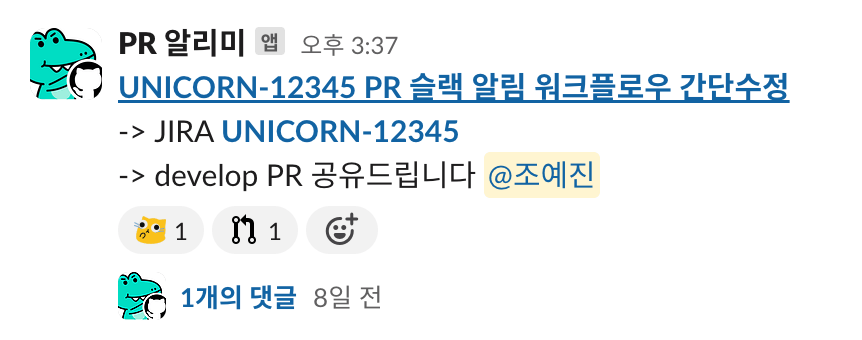 PR 알리미 앱 오후 3:37
UNICORN-12345 PR 슬랙 알림 워크플로우 간단수정
-> JIRA UNICORN-12345
-> develop PR 공유드립니다 @조예진
1 1
1개의 댓글 8일 전